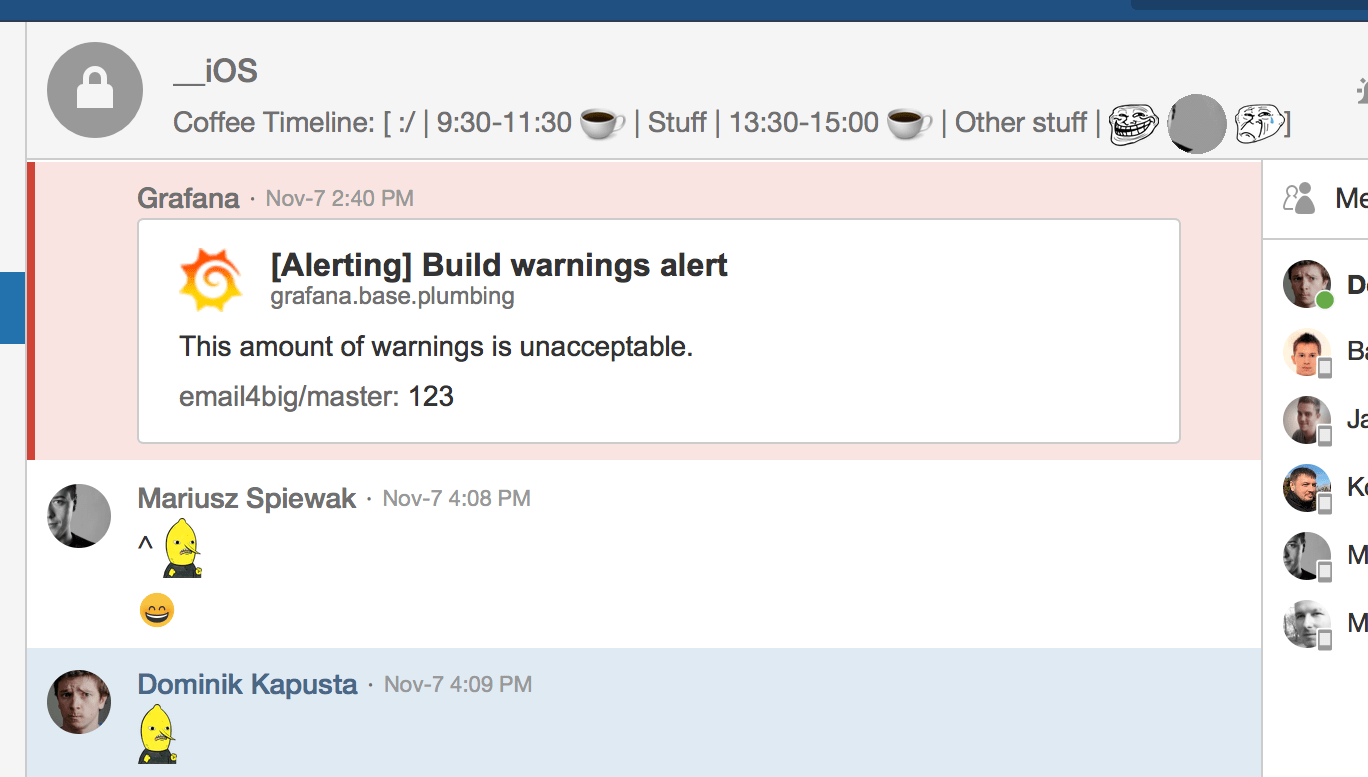 __iOS
Coffee Timeline: [ :/ | 9:30-11:30 | Stuff | 13:30-15:00 | Other stuff | ]
Grafana · Nov-7 2:40 PM
[Alerting] Build warnings alert
grafana.base.plumbing
This amount of warnings is unacceptable.
email4big/master: 123
Mariusz Spiewak · Nov-7 4:08 PM
^
Dominik Kapusta · Nov-7 4:09 PM
Me
Do
Ba
Ja
Ko
M
M